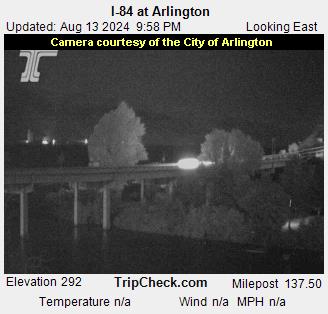 I-84 at Arlington
Updated: Aug 13 2024 9:58 PM Looking East
Camera courtesy of the City of Arlington
Elevation 292 TripCheck.com Milepost 137.50
Temperature n/a Wind n/a MPH n/a